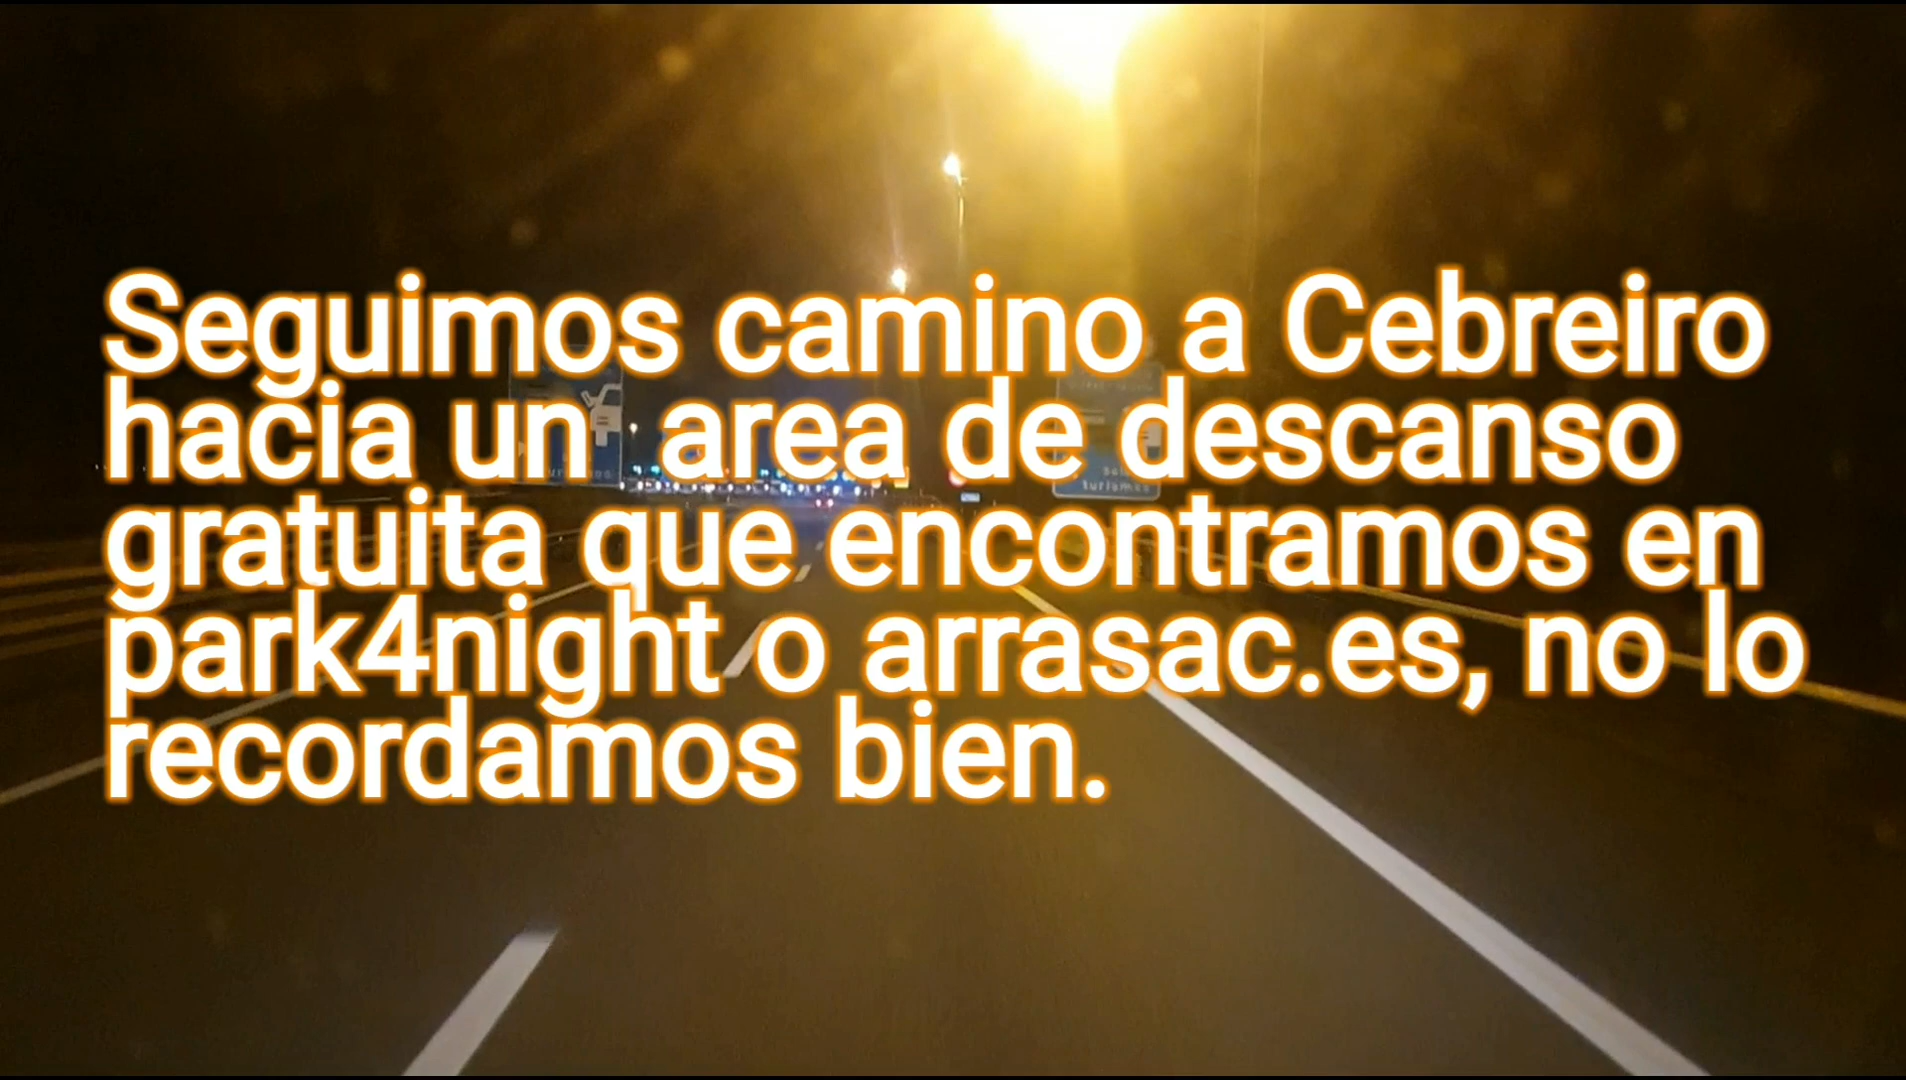 Seguimos camino a Cebreiro
hacia un  area de descanso
gratuita que encontramos en
park4night o arrasac.es, no lo
recordamos bien.
turismos